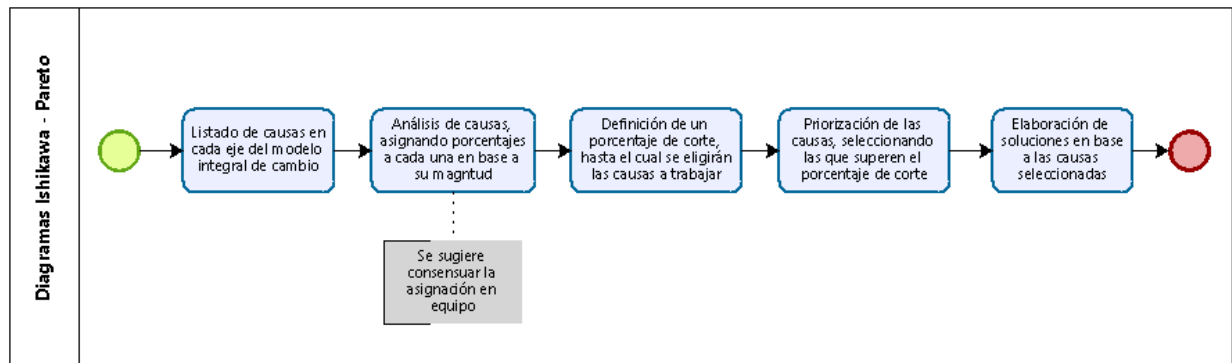 Diagramas Ishikawa - Pareto
Listado de causas en
cada eje del modelo
integral de cambio
Análisis de causas,
asignando porcentajes
a cada una en base a
su magntud
Se sugiere
consensuar la
asignación en
equipo
Definición de un
porcentaje de corte,
hasta el cual se eligirán
las causas a trabajar
Priorización de las
causas, seleccionando
las que superen el
porcentaje de corte
Elaboración de
soluciones en base
a las causas
seleccionadas